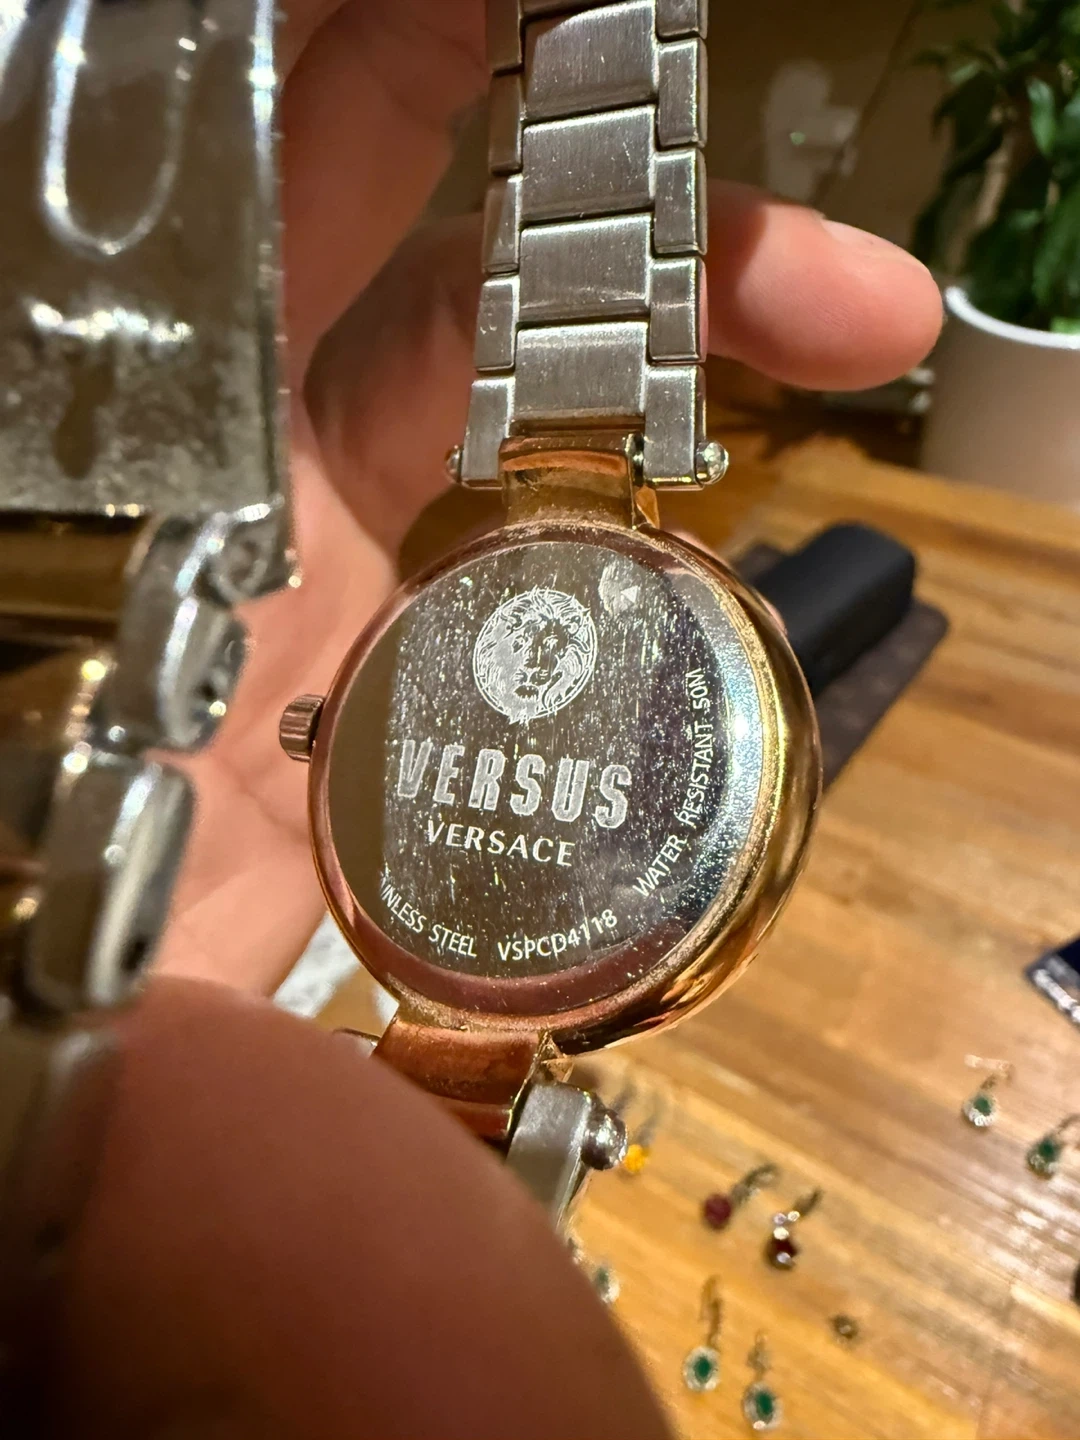 VERSUS
VERSACE
INLESS STEEL VSPCD4118 WATER RESISTANT 50M